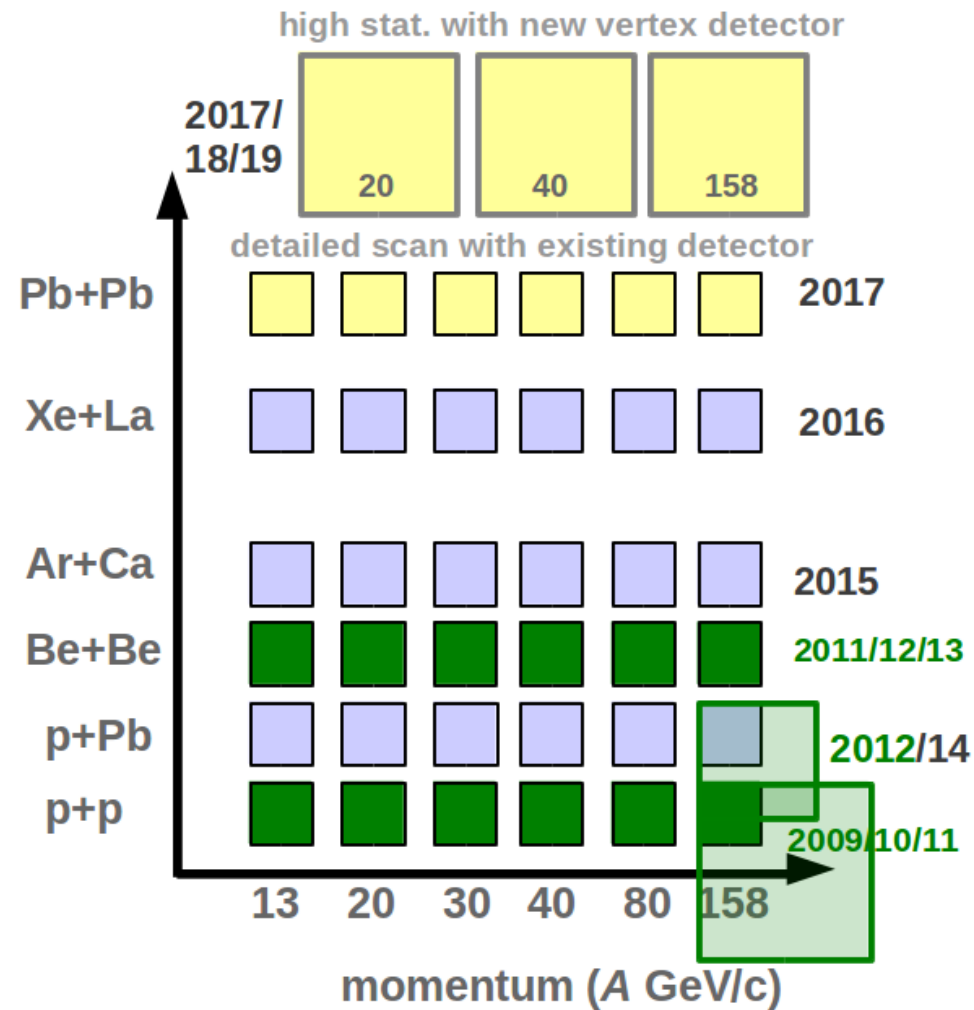 high stat. with new vertex detector
2017/
18/19
20 40 158
detailed scan with existing detector
Pb+Pb 2017
Xe+La 2016
Ar+Ca 2015
Be+Be 2011/12/13
p+Pb 2012/14
p+p 2009/10/11
13 20 30 40 80 158
momentum (A GeV/c)